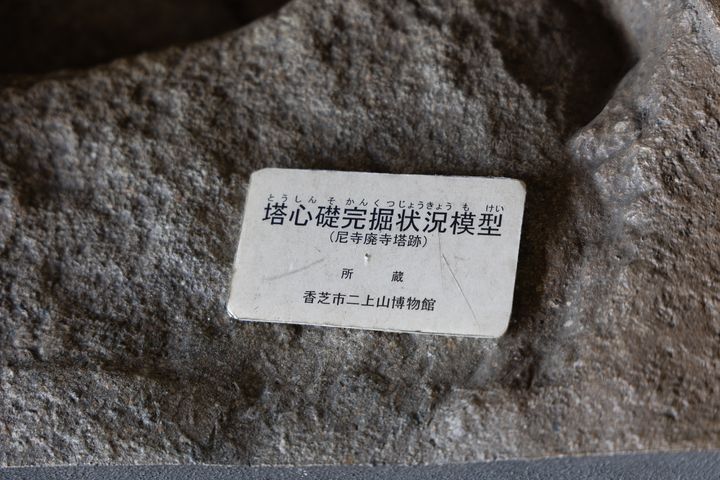 とうしん そ かんくつじょうきょう も けい
塔心礎完掘状況模型
(尼寺廃寺塔跡)
所 蔵
香芝市二上山博物館